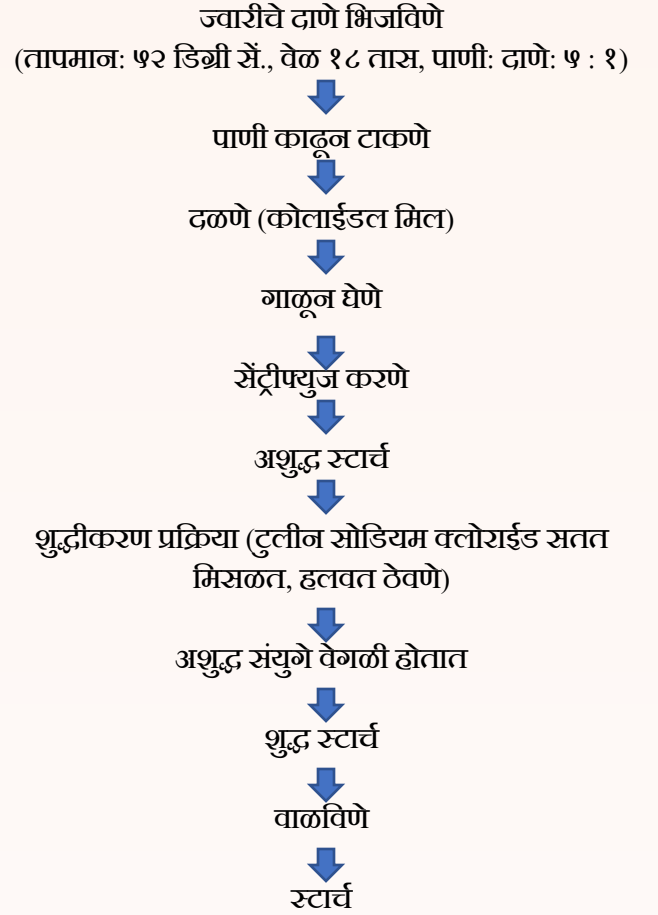 ज्वारीचे दाणे भिजविणे
(तापमान: ५२ डिग्री सें., वेळ १८ तास, पाणी: दाणे: ५ : १)
पाणी काढून टाकणे
दळणे (कोलाईडल मिल)
गाळून घेणे
सेंट्रीफ्युज करणे
अशुद्ध स्टार्च
शुद्धीकरण प्रक्रिया (टुलीन सोडियम क्लोराईड सतत
मिसळत, हलवत ठेवणे)
अशुद्ध संयुगे वेगळी होतात
शुद्ध स्टार्च
वाळविणे
स्टार्च